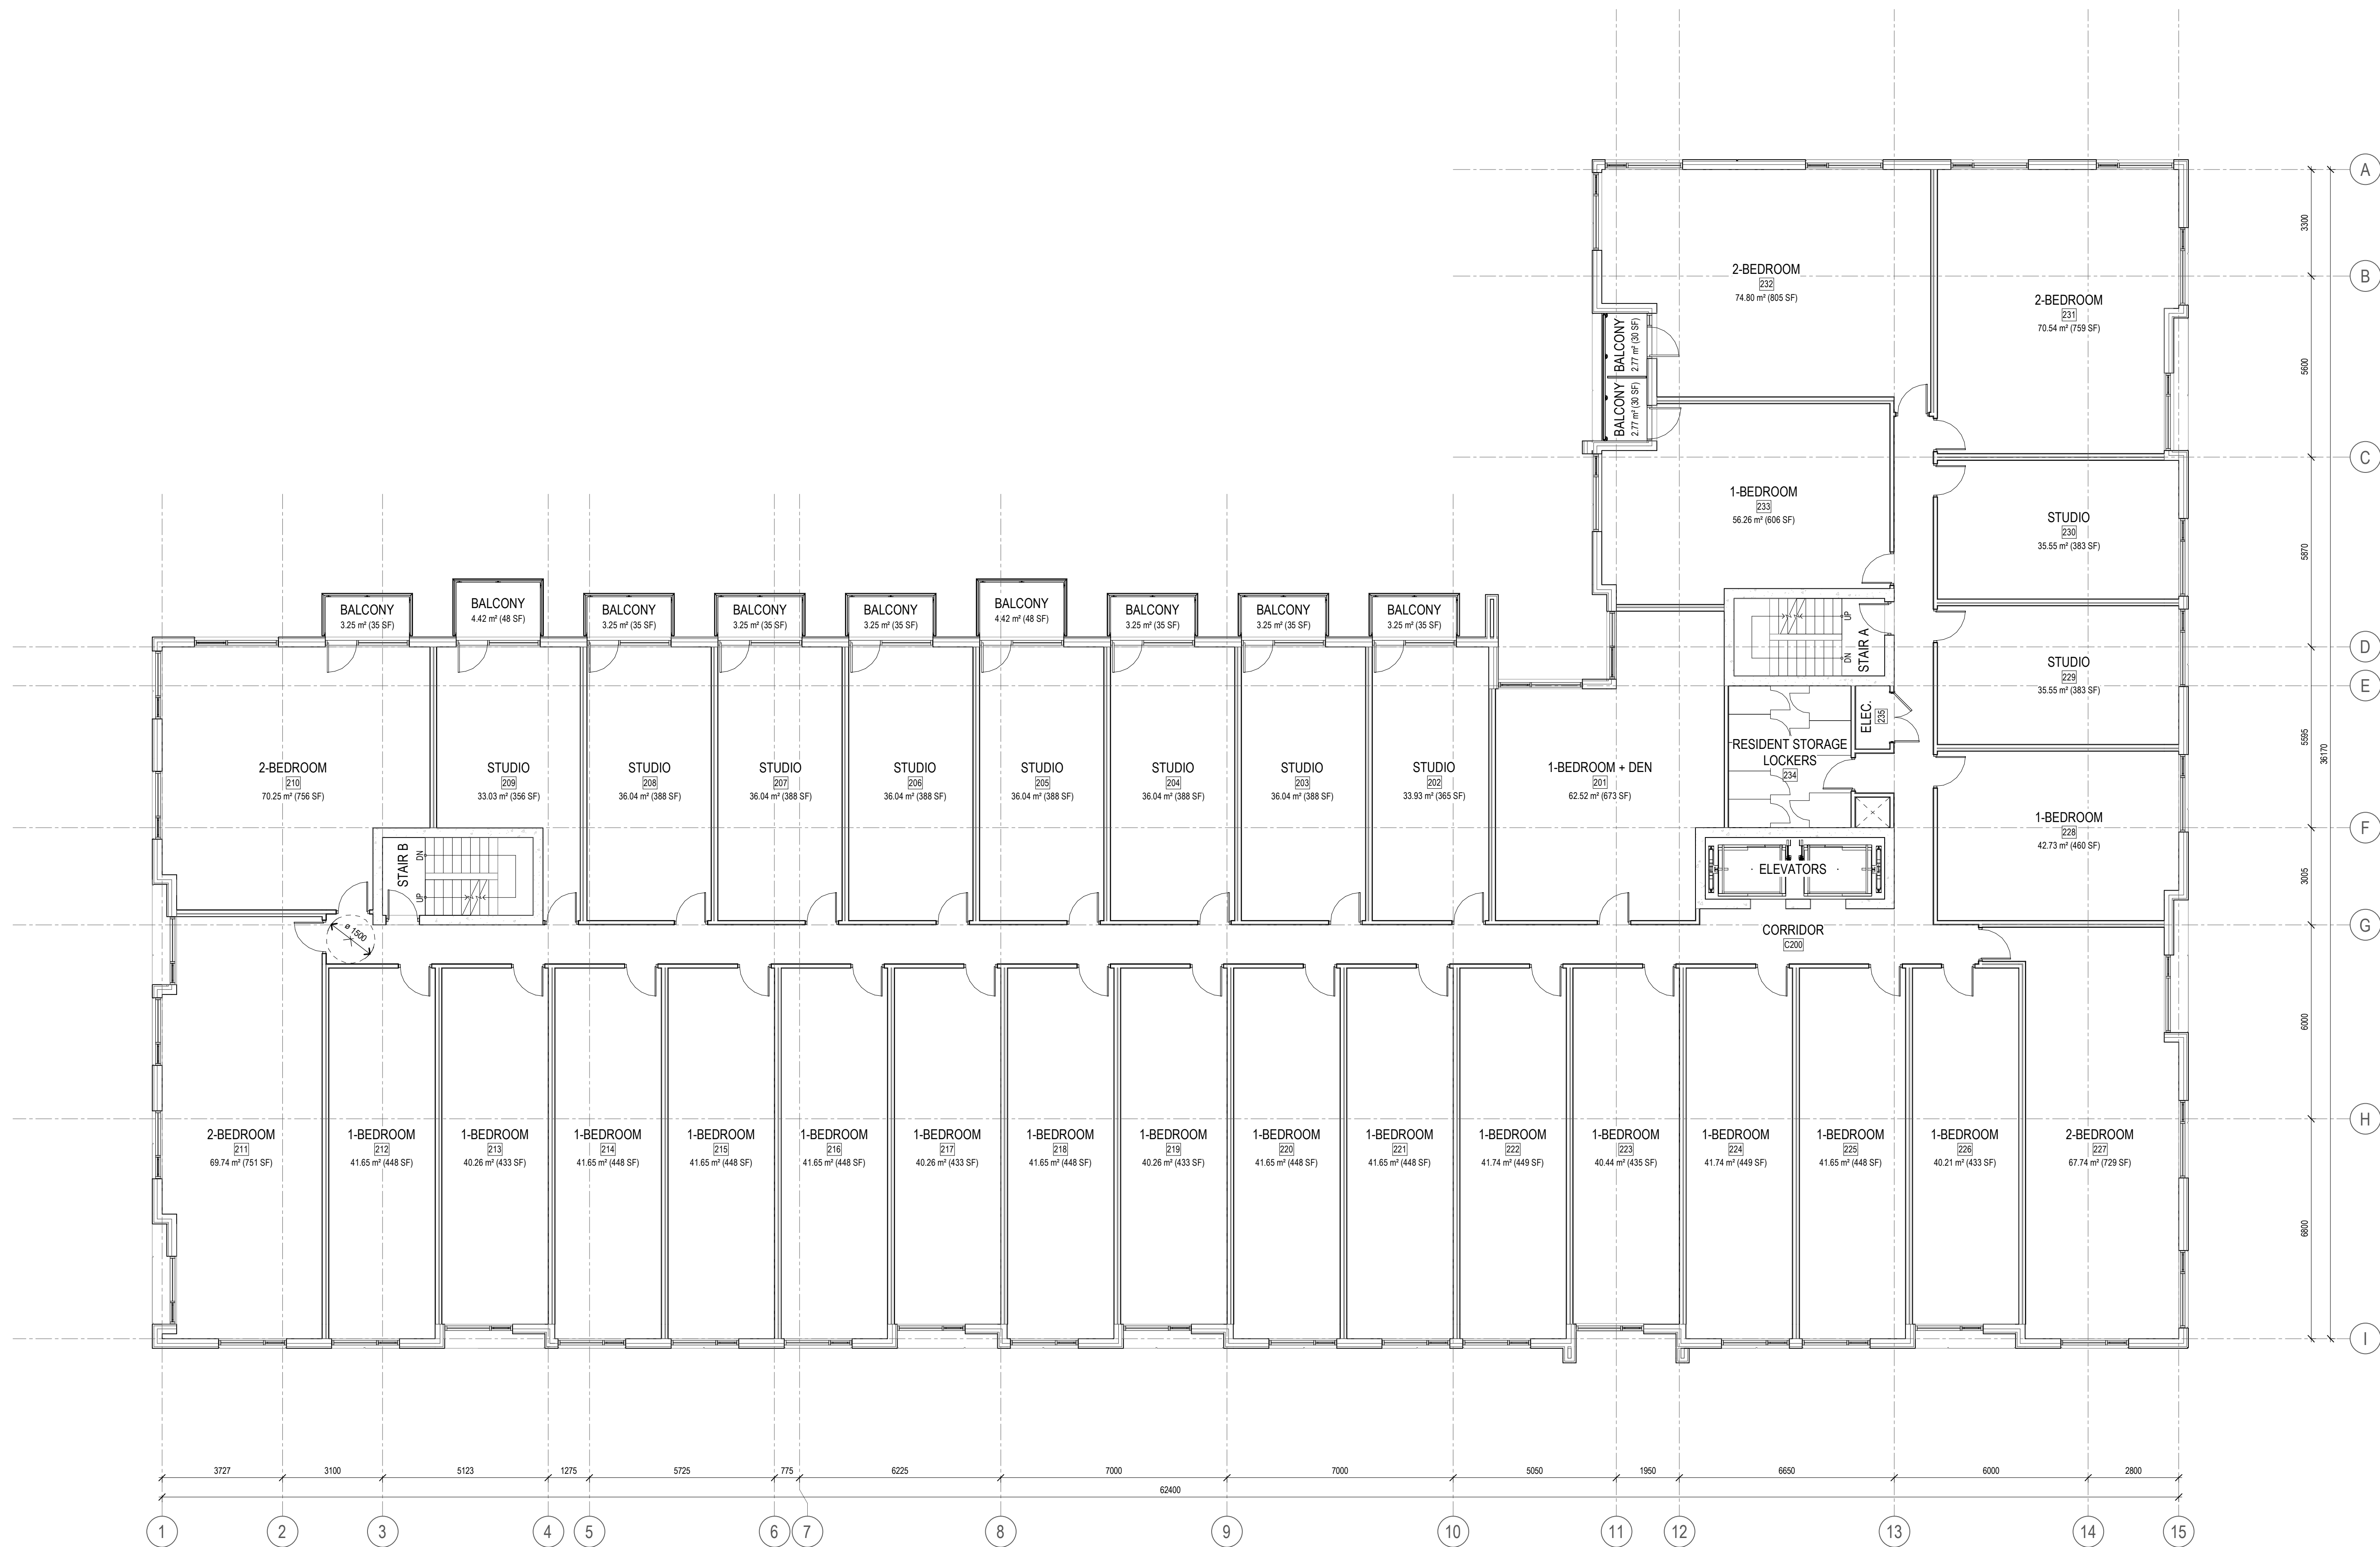 A
3300
B
2-BEDROOM
232
74.80 m² (805 SF)
2-BEDROOM
231
70.54 m² (759 SF)
BALCONY
2.77 m² (30 SF)
BALCONY
2.77 m² (30 SF)
5600
C
1-BEDROOM
233
56.26 m² (606 SF)
STUDIO
230
35.55 m² (383 SF)
5870
BALCONY
3.25 m² (35 SF)
BALCONY
4.42 m² (48 SF)
BALCONY
3.25 m² (35 SF)
BALCONY
3.25 m² (35 SF)
BALCONY
3.25 m² (35 SF)
BALCONY
4.42 m² (48 SF)
BALCONY
3.25 m² (35 SF)
BALCONY
3.25 m² (35 SF)
BALCONY
3.25 m² (35 SF)
UP
DN
STAIR A
D
STUDIO
229
35.55 m² (383 SF)
E
ELEC.
235
RESIDENT STORAGE
LOCKERS
234
5595
36170
2-BEDROOM
210
70.25 m² (756 SF)
STUDIO
209
33.03 m² (356 SF)
STUDIO
208
36.04 m² (388 SF)
STUDIO
207
36.04 m² (388 SF)
STUDIO
206
36.04 m² (388 SF)
STUDIO
205
36.04 m² (388 SF)
STUDIO
204
36.04 m² (388 SF)
STUDIO
203
36.04 m² (388 SF)
STUDIO
202
33.93 m² (365 SF)
1-BEDROOM + DEN
201
62.52 m² (673 SF)
1-BEDROOM
228
42.73 m² (460 SF)
F
STAIR B
DN
UP
ELEVATORS
3005
G
ø 1500
CORRIDOR
C200
6000
H
2-BEDROOM
211
69.74 m² (751 SF)
1-BEDROOM
212
41.65 m² (448 SF)
1-BEDROOM
213
40.26 m² (433 SF)
1-BEDROOM
214
41.65 m² (448 SF)
1-BEDROOM
215
41.65 m² (448 SF)
1-BEDROOM
216
41.65 m² (448 SF)
1-BEDROOM
217
40.26 m² (433 SF)
1-BEDROOM
218
41.65 m² (448 SF)
1-BEDROOM
219
40.26 m² (433 SF)
1-BEDROOM
220
41.65 m² (448 SF)
1-BEDROOM
221
41.65 m² (448 SF)
1-BEDROOM
222
41.74 m² (449 SF)
1-BEDROOM
223
40.44 m² (435 SF)
1-BEDROOM
224
41.74 m² (449 SF)
1-BEDROOM
225
41.65 m² (448 SF)
1-BEDROOM
226
40.21 m² (433 SF)
2-BEDROOM
227
67.74 m² (729 SF)
6800
I
3727 3100 5123 1275 5725 775 6225 7000 7000 5050 1950 6650 6000 2800
62400
1 2 3 4 5 6 7 8 9 10 11 12 13 14 15